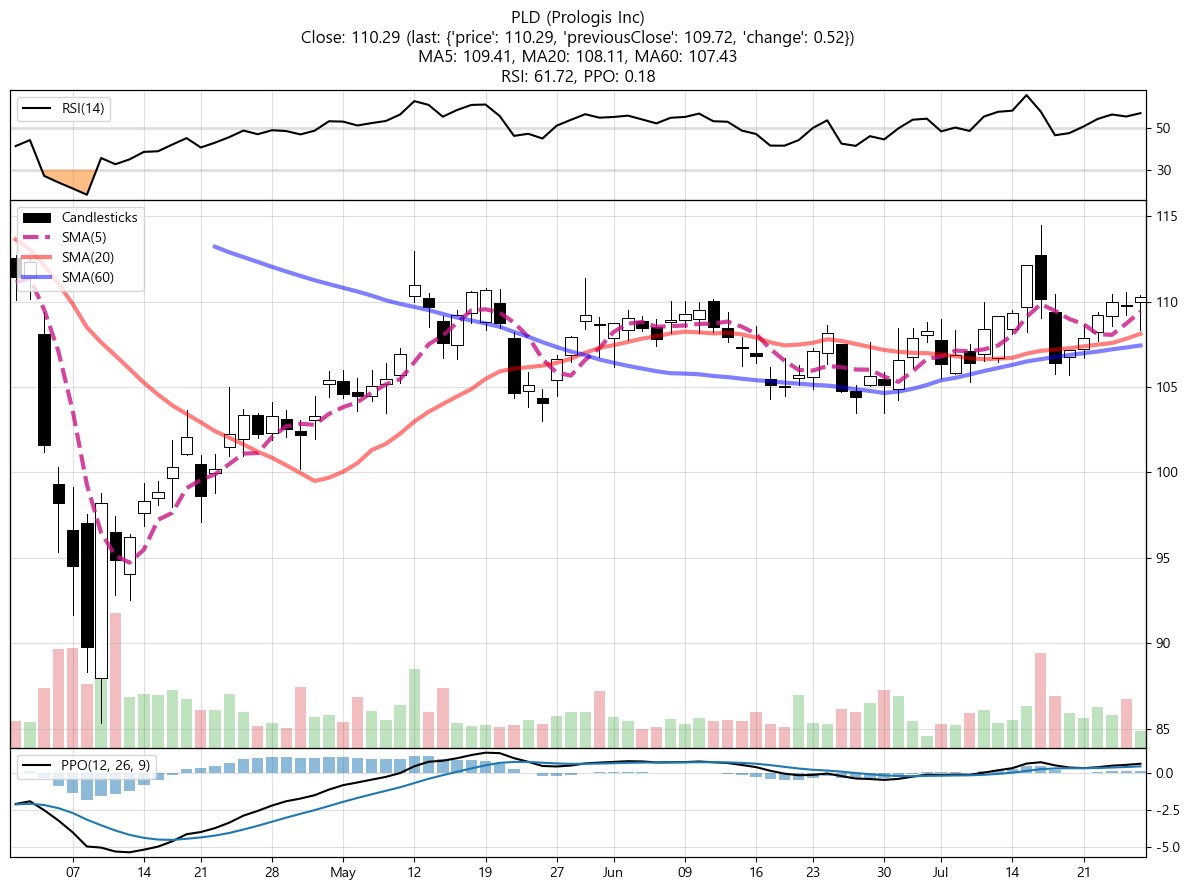 PLD (Prologis Inc)
Close: 110.29 (last: {'price': 110.29, 'previousClose': 109.72, 'change': 0.52})
MA5: 109.41, MA20: 108.11, MA60: 107.43
RSI: 61.72, PPO: 0.18
RSI(14)
50
30
Candlesticks
SMA(5)
SMA(20)
SMA(60)
115
110
105
100
95
90
85
PPO(12, 26, 9)
0.0
-2.5
-5.0
07 14 21 28 May 12 19 27 Jun 09 16 23 30 Jul 14 21